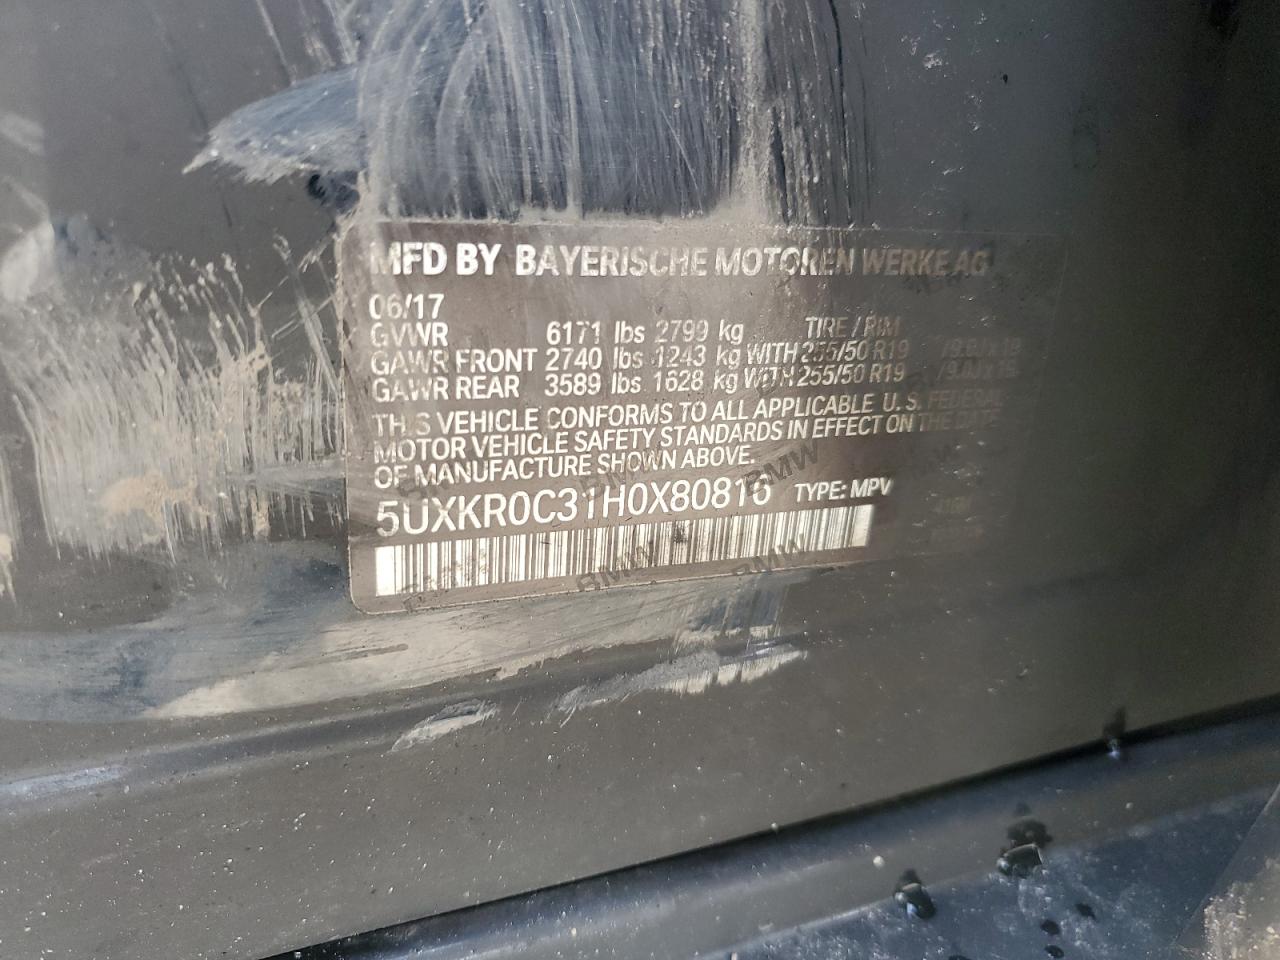 MFD BY BAYERISCHE MOTOREN WERKE AG
06/17
GVWR 6171 lbs 2799 kg TIRE / RIM
GAWR FRONT 2740 lbs 1243 kg WITH 255/50 R19
GAWR REAR 3589 lbs 1628 kg WITH 255/50 R19
THIS VEHICLE CONFORMS TO ALL APPLICABLE U.S. FEDERAL
MOTOR VEHICLE SAFETY STANDARDS IN EFFECT ON THE DATE
OF MANUFACTURE SHOWN ABOVE.
5UXKR0C31H0X80816 TYPE: MPV
BMW
BMW BMW